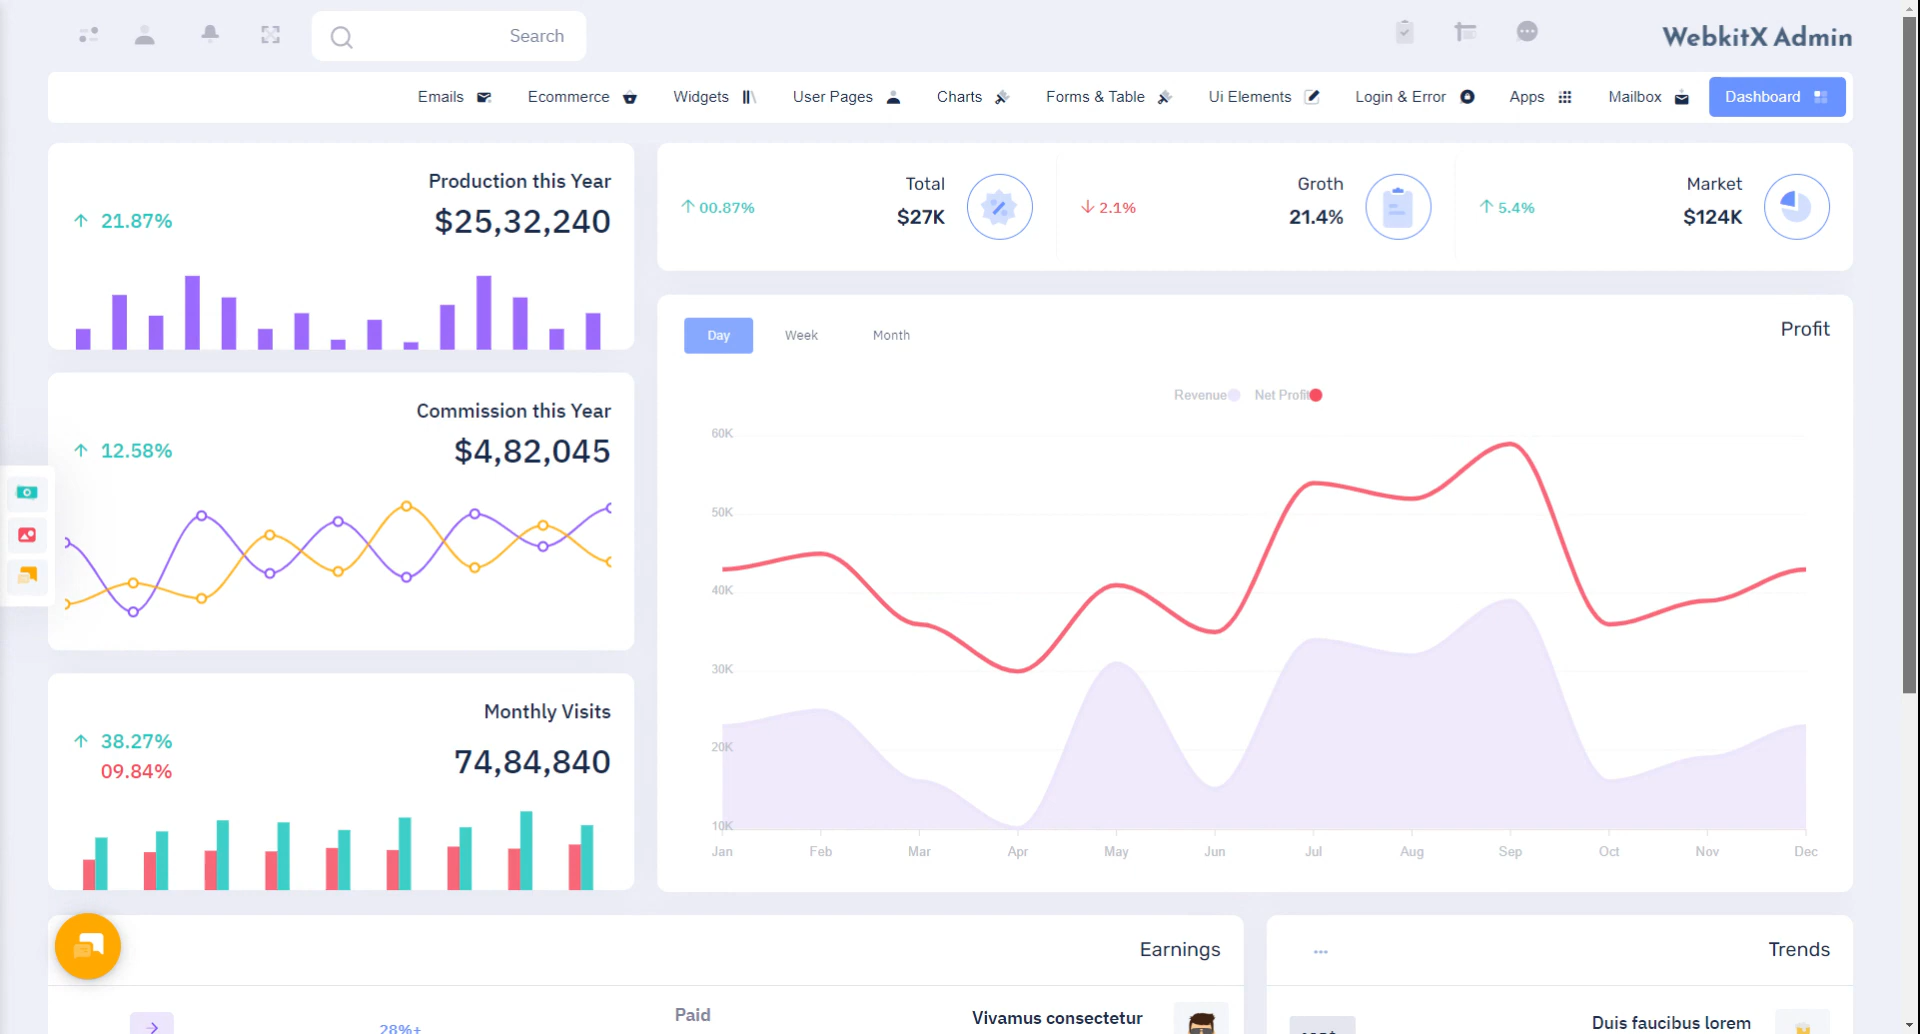 Search
WebkitX Admin
Emails
Ecommerce
Widgets
User Pages
Charts
Forms & Table
Ui Elements
Login & Error
Apps
Mailbox
Dashboard
Production this Year
21.87%
$25,32,240
Total
00.87%
$27K
Groth
2.1%
21.4%
Market
5.4%
$124K
Commission this Year
12.58%
$4,82,045
Monthly Visits
38.27%
09.84%
74,84,840
Day Week Month
Profit
Revenue Net Profit
60K
50K
40K
30K
20K
10K
Jan Feb Mar Apr May Jun Jul Aug Sep Oct Nov Dec
Earnings
Paid
Vivamus consectetur
28%+
Trends
Duis faucibus lorem